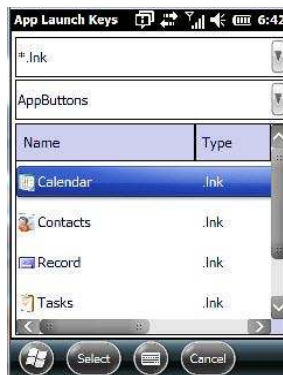 App Launch Keys 6:42
*.lnk
AppButtons
Name Type
Calendar .lnk
Contacts .lnk
Record .lnk
Tasks .lnk
Select Cancel